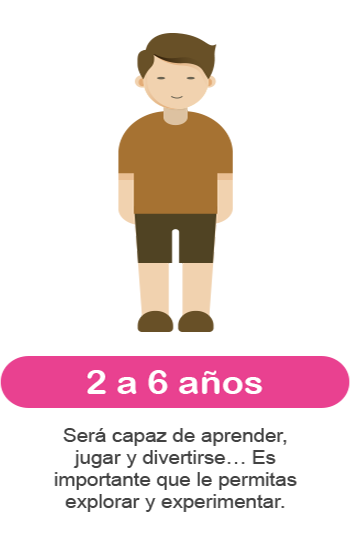 2 a 6 años
Será capaz de aprender,
jugar y divertirse… Es
importante que le permitas
explorar y experimentar.